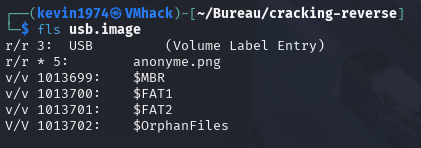 ┌──(kevin1974㉿VMhack)-[~/Bureau/cracking-reverse]
└─$ fls usb.image
r/r 3:  USB         (Volume Label Entry)
r/r * 5:        anonyme.png
v/v 1013699:    $MBR
v/v 1013700:    $FAT1
v/v 1013701:    $FAT2
V/V 1013702:    $OrphanFiles